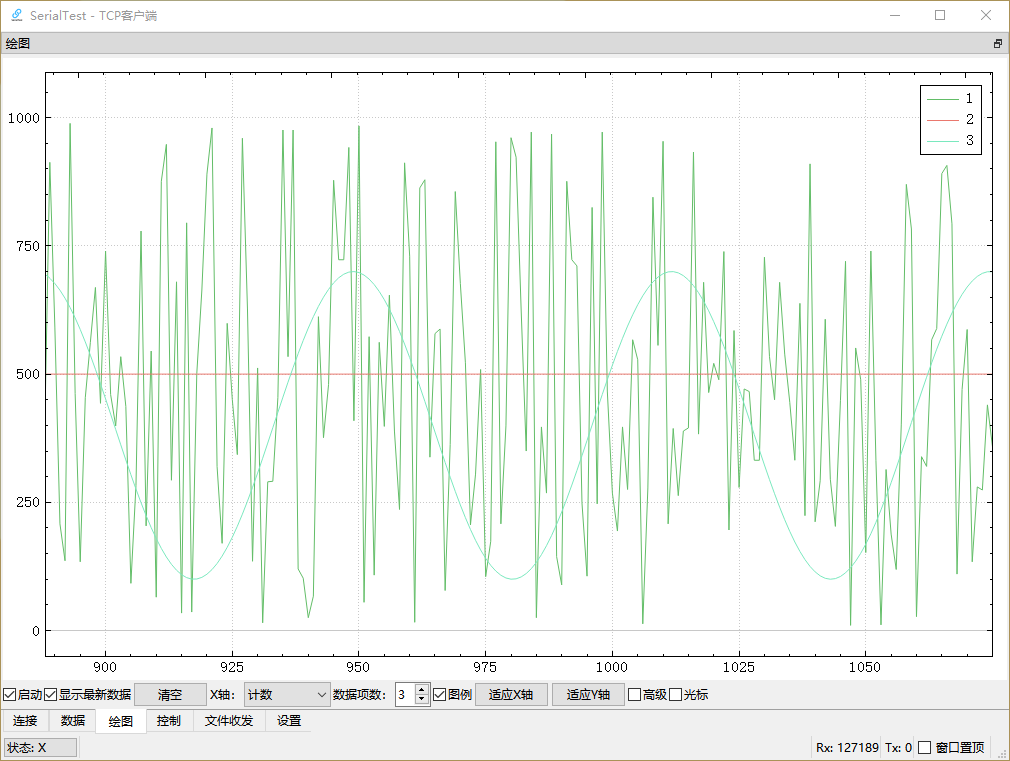 SerialTest - TCP客户端
绘图
1
2
3
1000
750
500
250
0
900 925 950 975 1000 1025 1050
启动 显示最新数据 清空 X轴: 计数 数据项数: 3 图例 适应X轴 适应Y轴 高级 光标
连接 数据 绘图 控制 文件收发 设置
状态: X Rx: 127189 Tx: 0 窗口置顶